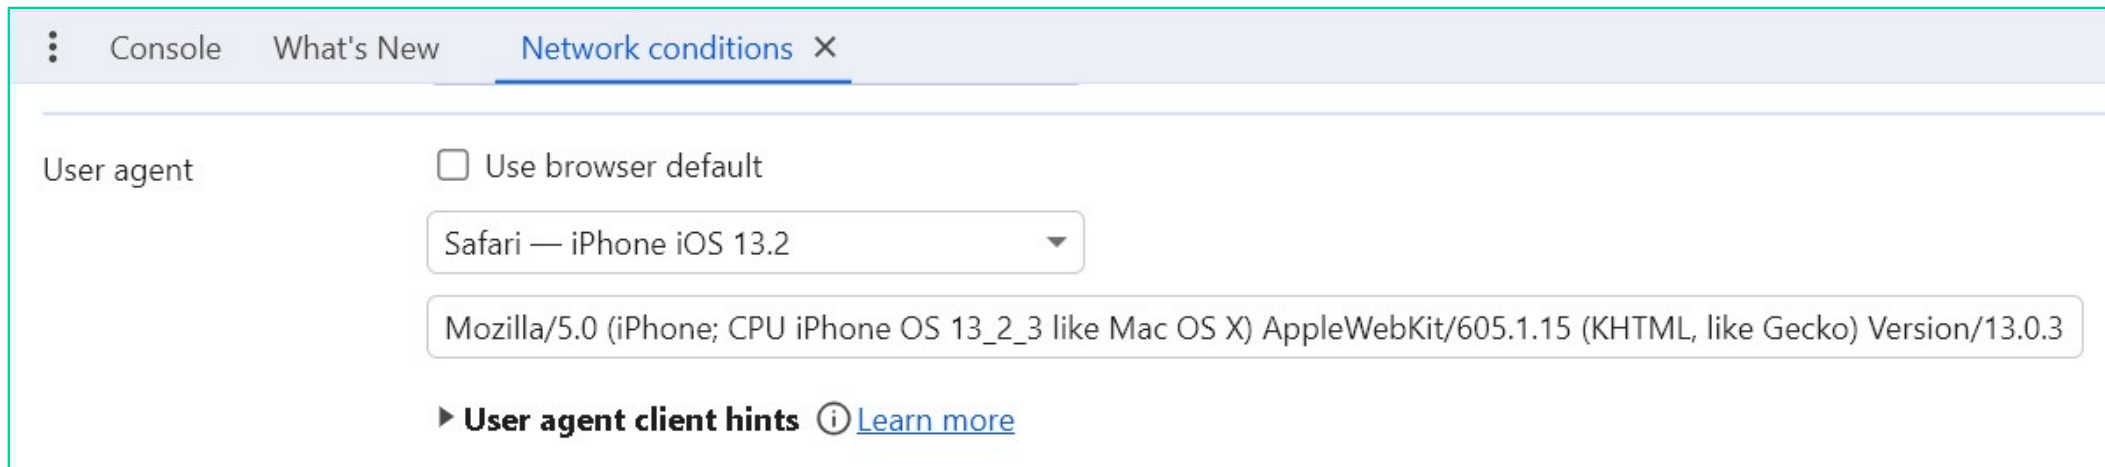 Console What's New Network conditions
User agent
Use browser default
Safari — iPhone iOS 13.2
Mozilla/5.0 (iPhone; CPU iPhone OS 13_2_3 like Mac OS X) AppleWebKit/605.1.15 (KHTML, like Gecko) Version/13.0.3
User agent client hints Learn more